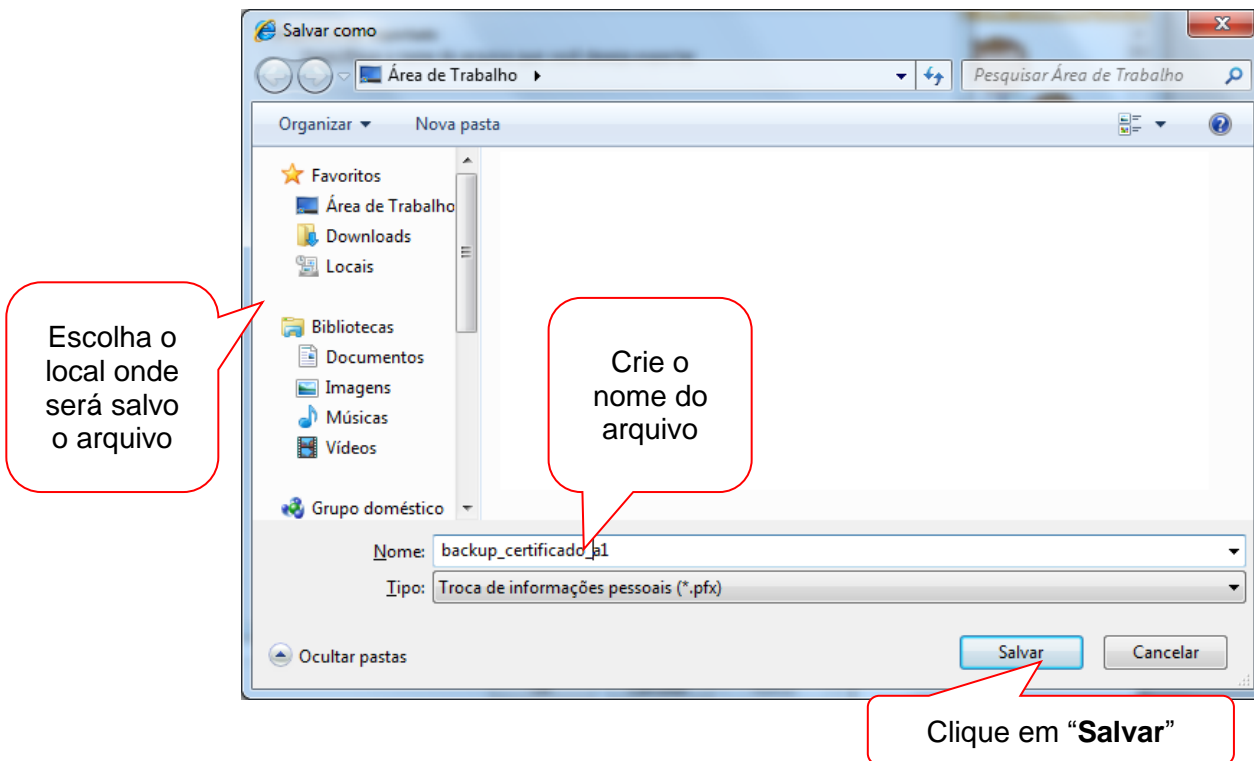 Salvar como
Área de Trabalho
Pesquisar Área de Trabalho
Organizar
Nova pasta
Favoritos
Área de Trabalho
Downloads
Locais
Bibliotecas
Documentos
Imagens
Músicas
Vídeos
Grupo doméstico
Escolha o
local onde
será salvo
o arquivo
Crie o
nome do
arquivo
Nome: backup_certificado_a1
Tipo: Troca de informações pessoais (*.pfx)
Ocultar pastas
Salvar
Cancelar
Clique em “Salvar”